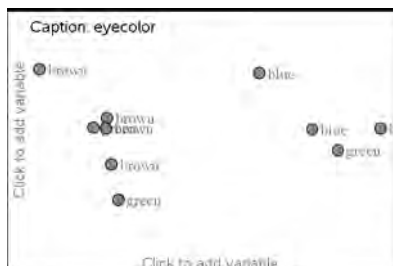 Caption: eyecolor
brown
blue
brown
brown
blue
green
brown
green
Click to add variable
Click to add variable